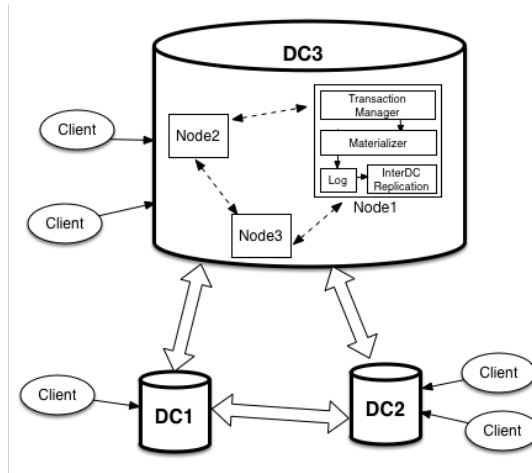 DC3
Transaction
Manager
Client
Node2
Materializer
Log
InterDC
Replication
Node1
Client
Node3
Client
Client
DC1
DC2
Client